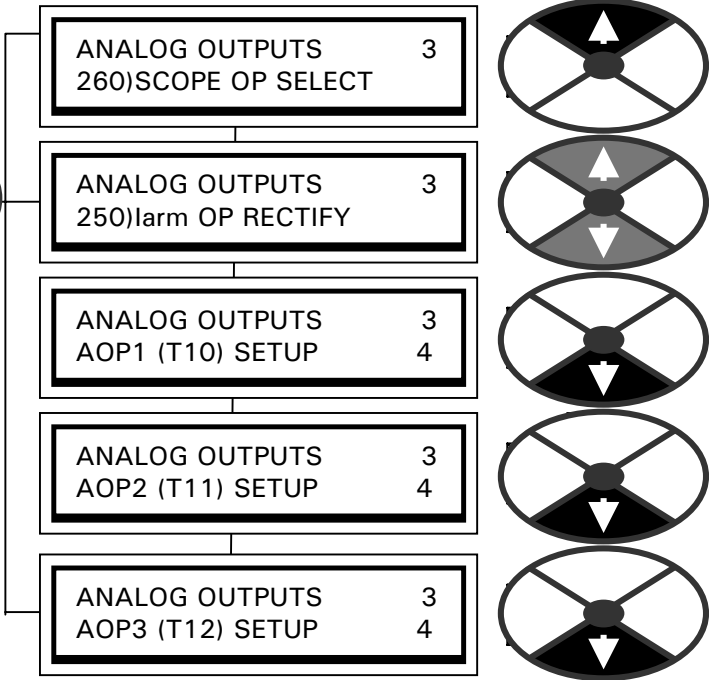 ANALOG OUTPUTS 3
260)SCOPE OP SELECT
ANALOG OUTPUTS 3
250)Iarm OP RECTIFY
ANALOG OUTPUTS 3
AOP1 (T10) SETUP 4
ANALOG OUTPUTS 3
AOP2 (T11) SETUP 4
ANALOG OUTPUTS 3
AOP3 (T12) SETUP 4